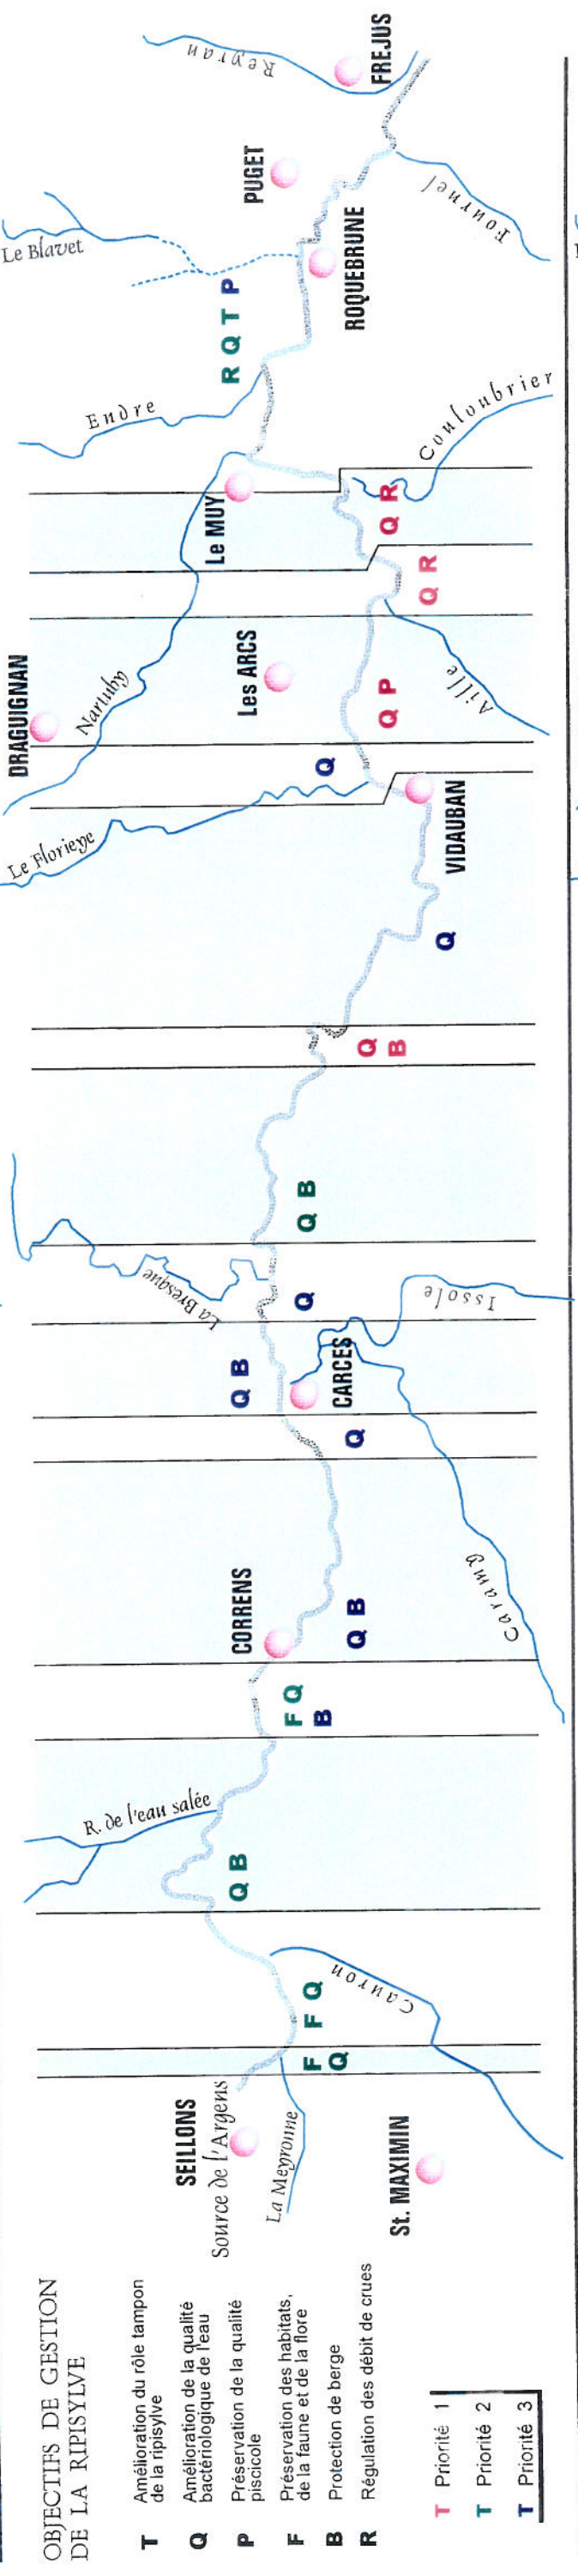 OBJECTIFS DE GESTION
DE LA RIPISYLVE
T Amélioration du rôle tampon
de la ripisylve
Q Amélioration de la qualité
bactériologique de l'eau
P Préservation de la qualité
piscicole
F Préservation des habitats,
de la faune et de la flore
B Protection de berge
R Régulation des débit de crues
T Priorité 1
T Priorité 2
T Priorité 3
SEILLONS
Source de l'Argens
La Meyronne
St. MAXIMIN
F
Q
F Q
Cauron
Q B
R. de l'eau salée
F Q
B
CORRENS
Q B
Caramy
Q
Q B
CARCES
Issole
Q
La Bresque
Q B
Q
B
Q
Le Florieye
VIDAUBAN
Q
DRAGUIGNAN
Nartuby
Les ARCS
Q P
Aille
Q R
Le MUY
Q R
Couloubrier
Endre
R Q T P
Le Blavet
ROQUEBRUNE
PUGET
Fournel
Reyran
FREJUS